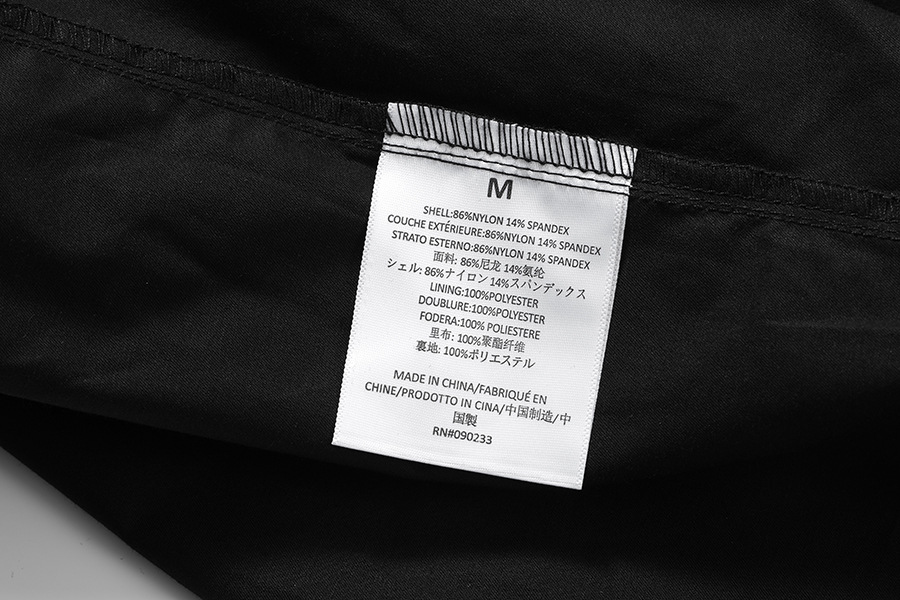 M
SHELL:86%NYLON 14% SPANDEX
COUCHE EXTÉRIEURE:86%NYLON 14% SPANDEX
STRATO ESTERNO:86%NYLON 14% SPANDEX
面料: 86%尼龙 14%氨纶
シェル: 86%ナイロン 14%スパンデックス
LINING:100%POLYESTER
DOUBLURE:100%POLYESTER
FODERA:100% POLIESTERE
里布: 100%聚酯纤维
裏地: 100%ポリエステル
MADE IN CHINA/FABRIQUÉ EN
CHINE/PRODOTTO IN CINA/中国制造/中
国製
RN#090233